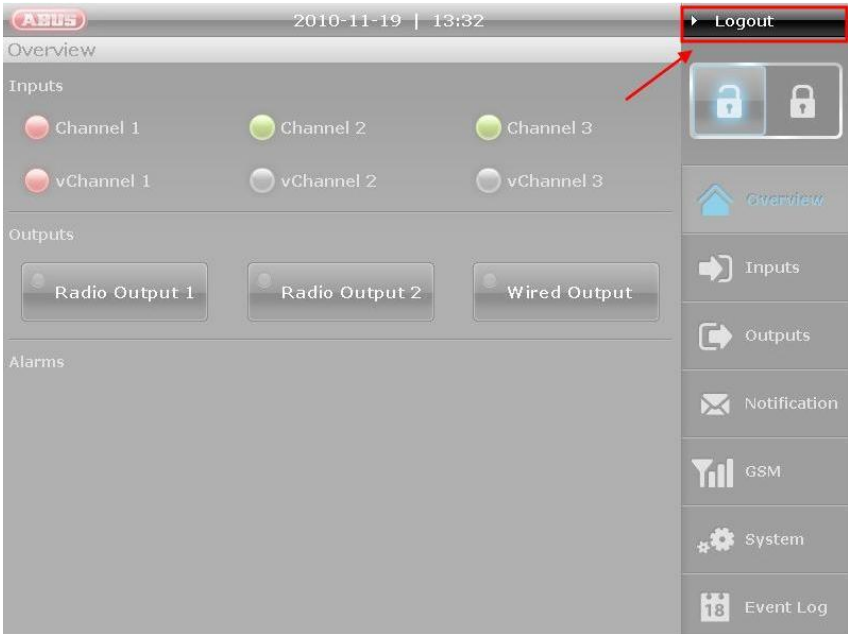 ABUS
2010-11-19 | 13:32
Logout
Overview
Inputs
Channel 1
Channel 2
Channel 3
vChannel 1
vChannel 2
vChannel 3
Outputs
Radio Output 1
Radio Output 2
Wired Output
Alarms
Overview
Inputs
Outputs
Notification
GSM
System
18
Event Log